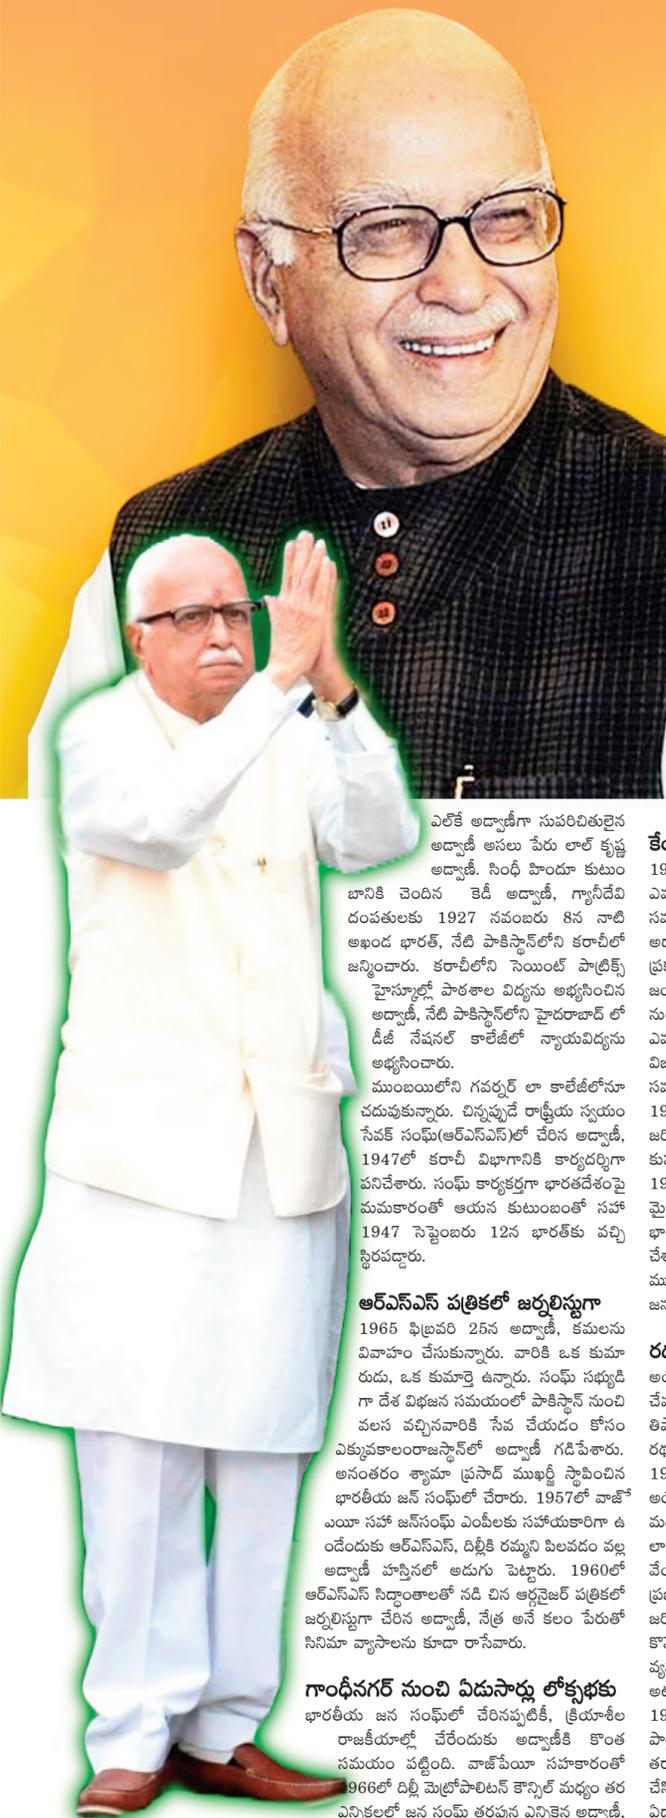 ఎల్‌కే అద్వాణీగా సుపరిచితులైన
అద్వాణీ అసలు పేరు లాల్ కృష్ణ
అద్వాణీ. సింధీ హిందూ కుటుం
బానికి చెందిన కెడీ అద్వాణీ, గ్యానీదేవి
దంపతులకు 1927 నవంబరు 8న నాటి
అఖండ భారత్, నేటి పాకిస్థాన్‌లోని కరాచీలో
జన్మించారు. కరాచీలోని సెయింట్ పాట్రిక్స్
హైస్కూల్లో పాఠశాల విద్యను అభ్యసించిన
అద్వాణీ, నేటి పాకిస్థాన్‌లోని హైదరాబాద్ లో
డీజీ నేషనల్ కాలేజీలో న్యాయవిద్యను
అభ్యసించారు.
ముంబయిలోని గవర్నర్ లా కాలేజీలోనూ
చదువుకున్నారు. చిన్నప్పుడే రాష్ట్రీయ స్వయం
సేవక్ సంఘ్(ఆర్‌ఎస్‌ఎస్)లో చేరిన అద్వాణీ,
1947లో కరాచీ విభాగానికి కార్యదర్శిగా
పనిచేశారు. సంఘ్ కార్యకర్తగా భారతదేశంపై
మమకారంతో ఆయన కుటుంబంతో సహా
1947 సెప్టెంబరు 12న భారత్‌కు వచ్చి
స్థిరపడ్డారు.
ఆర్‌ఎస్‌ఎస్ పత్రికలో జర్నలిస్టుగా
1965 ఫిబ్రవరి 25న అద్వాణీ, కమలను
వివాహం చేసుకున్నారు. వారికి ఒక కుమా
రుడు, ఒక కుమార్తె ఉన్నారు. సంఘ్ సభ్యుడి
గా దేశ విభజన సమయంలో పాకిస్థాన్ నుంచి
వలస వచ్చినవారికి సేవ చేయడం కోసం
ఎక్కువకాలంరాజస్థాన్‌లో అద్వాణీ గడిపేశారు.
అనంతరం శ్యామా ప్రసాద్ ముఖర్జీ స్థాపించిన
భారతీయ జన్ సంఘ్‌లో చేరారు. 1957లో వాజ్‌పే
ఎయీ సహా జన్‌సంఘ్ ఎంపీలకు సహాయకారిగా ఉ
ండేందుకు ఆర్‌ఎస్‌ఎస్, దిల్లీకి రమ్మని పిలవడం వల్ల
అద్వాణీ హస్తినలో అడుగు పెట్టారు. 1960లో
ఆర్‌ఎస్‌ఎస్ సిద్ధాంతాలతో నడి చిన ఆర్గనైజర్ పత్రికలో
జర్నలిస్టుగా చేరిన అద్వాణీ, నేత్ర అనే కలం పేరుతో
సినిమా వ్యాసాలను కూడా రాసేవారు.
గాంధీనగర్ నుంచి ఏడుసార్లు లోక్సభకు
భారతీయ జన సంఘ్‌లో చేరినప్పటికీ, క్రియాశీల
రాజకీయాల్లో చేరేందుకు అద్వాణీకి కొంత
సమయం పట్టింది. వాజ్‌పేయీ సహకారంతో
1966లో దిల్లీ మెట్రోపాలిటన్ కౌన్సిల్ మధ్యం తర
ఎన్నికలలో జన సంఘ్ తరపున ఎన్నికైన అద్వాణీ,